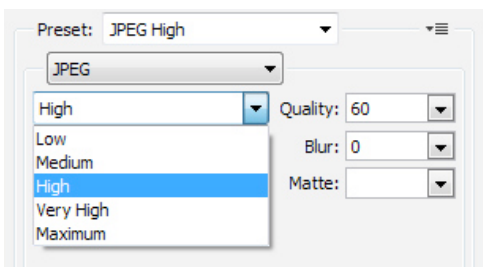 Preset: JPEG High
JPEG
High Quality: 60
Low Blur: 0
Medium
High Matte:
Very High
Maximum